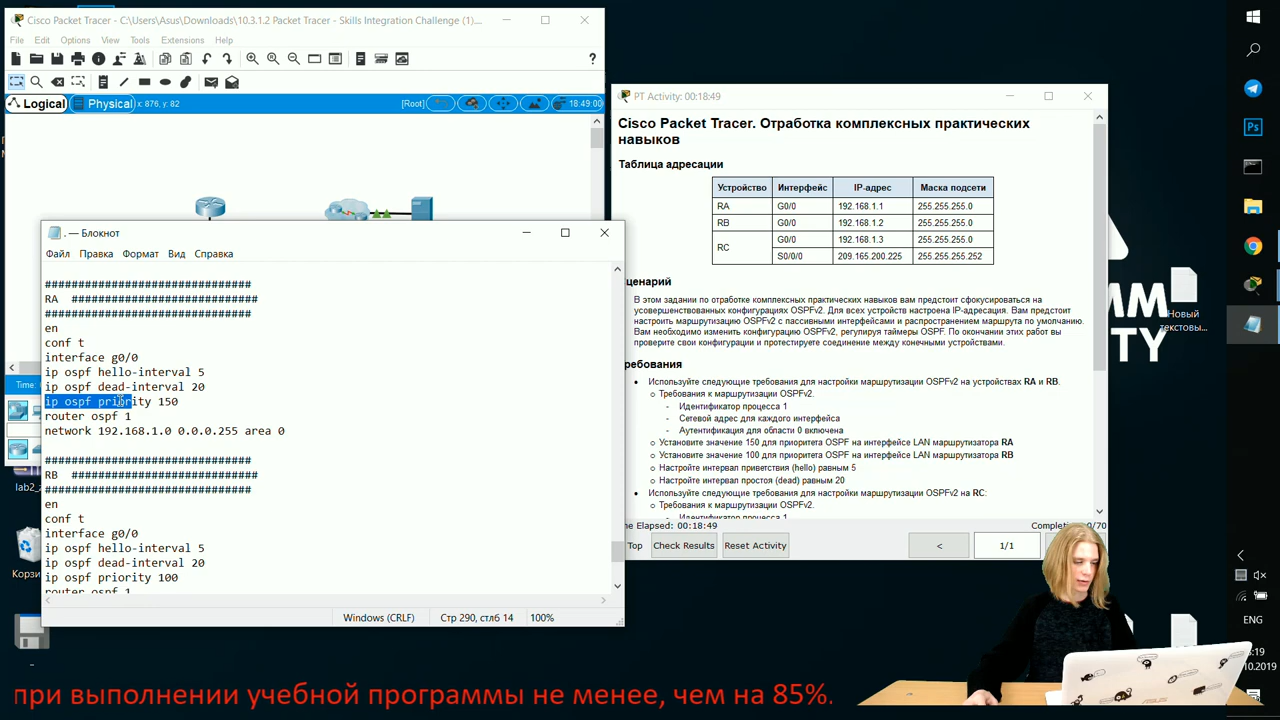 Cisco Packet Tracer - C:\Users\Asus\Downloads\10.3.1.2 Packet Tracer - Skills Integration Challenge (1)....
File Edit Options View Tools Extensions Help
Logical Physical x: 876, y: 82 [Root] 18:49:00
Time:
PT Activity: 00:18:49
Cisco Packet Tracer. Отработка комплексных практических
навыков
Таблица адресации
Устройство Интерфейс IP-адрес Маска подсети
RA G0/0 192.168.1.1 255.255.255.0
RB G0/0 192.168.1.2 255.255.255.0
RC G0/0 192.168.1.3 255.255.255.0
S0/0/0 209.165.200.225 255.255.255.252
ценарий
В этом задании по отработке комплексных практических навыков вам предстоит сфокусироваться на
усовершенствованных конфигурациях OSPFv2. Для всех устройств настроена IP-адресация. Вам предстоит
настроить маршрутизацию OSPFv2 с пассивными интерфейсами и распространением маршрута по умолчанию.
Вам необходимо изменить конфигурацию OSPFv2, регулируя таймеры OSPF. По окончании этих работ вы
проверите свои конфигурации и протестируете соединение между конечными устройствами.
ребования
Используйте следующие требования для настройки маршрутизации OSPFv2 на устройствах RA и RB.
Требования к маршрутизации OSPFv2.
- Идентификатор процесса 1
- Сетевой адрес для каждого интерфейса
- Аутентификация для области 0 включена
Установите значение 150 для приоритета OSPF на интерфейсе LAN маршрутизатора RA
Установите значение 100 для приоритета OSPF на интерфейсе LAN маршрутизатора RB
Настройте интервал приветствия (hello) равным 5
Настройте интервал простоя (dead) равным 20
Используйте следующие требования для настройки маршрутизации OSPFv2 на RC:
Требования к маршрутизации OSPFv2.
- Идентификатор процесса 1
me Elapsed: 00:18:49 Completion: 0/70
Top Check Results Reset Activity < 1/1
. — Блокнот
Файл Правка Формат Вид Справка
###############################
RA ############################
###############################
en
conf t
interface g0/0
ip ospf hello-interval 5
ip ospf dead-interval 20
ip ospf priority 150
router ospf 1
network 192.168.1.0 0.0.0.255 area 0
###############################
RB ############################
###############################
en
conf t
interface g0/0
ip ospf hello-interval 5
ip ospf dead-interval 20
ip ospf priority 100
router ospf 1
Windows (CRLF) Стр 290, стлб 14 100%
Новый
текстовы...
ENG
при выполнении учебной программы не менее, чем на 85%.